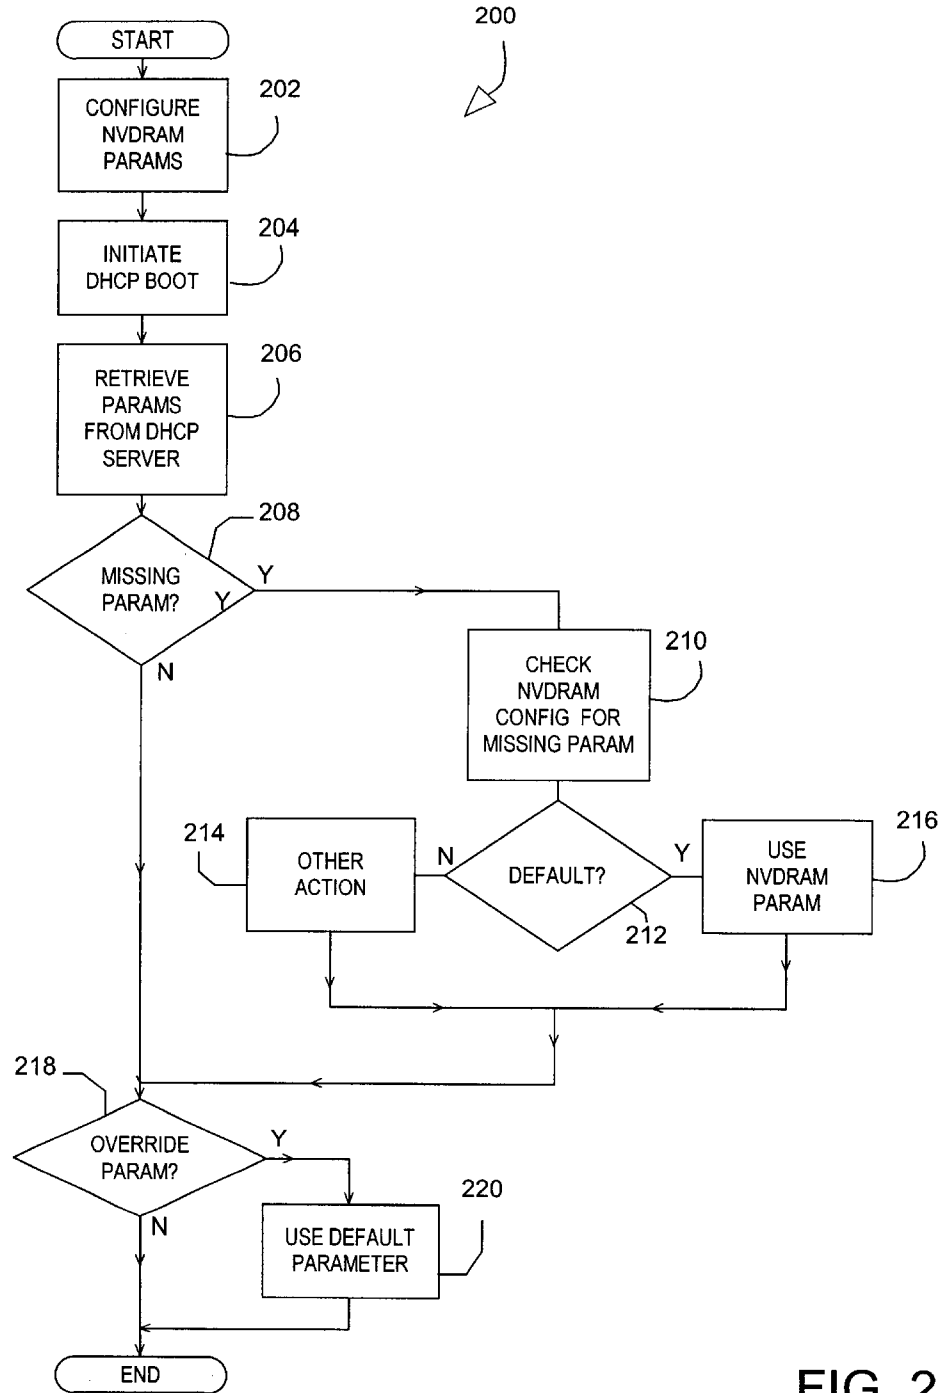 200
START
202
CONFIGURE
NVDRAM
PARAMS
204
INITIATE
DHCP BOOT
206
RETRIEVE
PARAMS
FROM DHCP
SERVER
208
MISSING
PARAM?
Y
Y
N
210
CHECK
NVDRAM
CONFIG FOR
MISSING PARAM
214
OTHER
ACTION
N
DEFAULT?
Y
212
216
USE
NVDRAM
PARAM
218
OVERRIDE
PARAM?
Y
N
220
USE DEFAULT
PARAMETER
END
FIG. 2